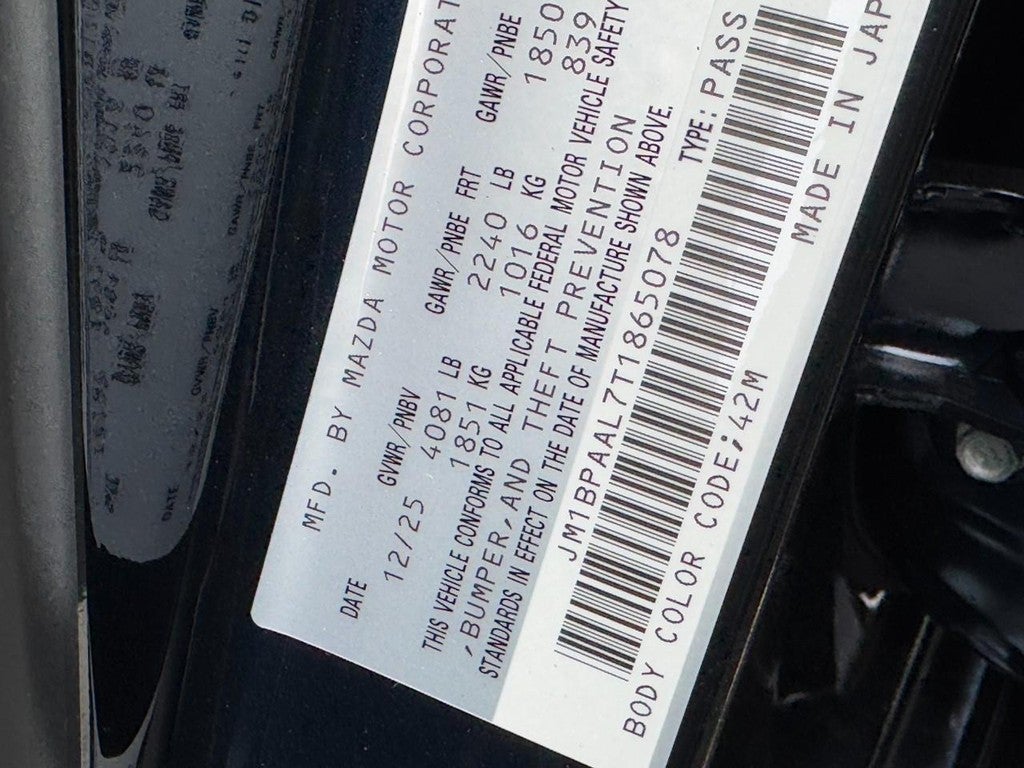 MFD. BY MAZDA MOTOR CORPORAT
DATE GVWR/PNBV GAWR/PNBE FRT GAWR/PNBE
12/25 4081 LB 2240 LB 1850
1851 KG 1016 KG 839
THIS VEHICLE CONFORMS TO ALL APPLICABLE FEDERAL MOTOR VEHICLE SAFETY
,BUMPER,AND THEFT PREVENTION
STANDARDS IN EFFECT ON THE DATE OF MANUFACTURE SHOWN ABOVE.
JM1BPAAL7T1865078 TYPE: PASS
BODY COLOR CODE;42M MADE IN JAP